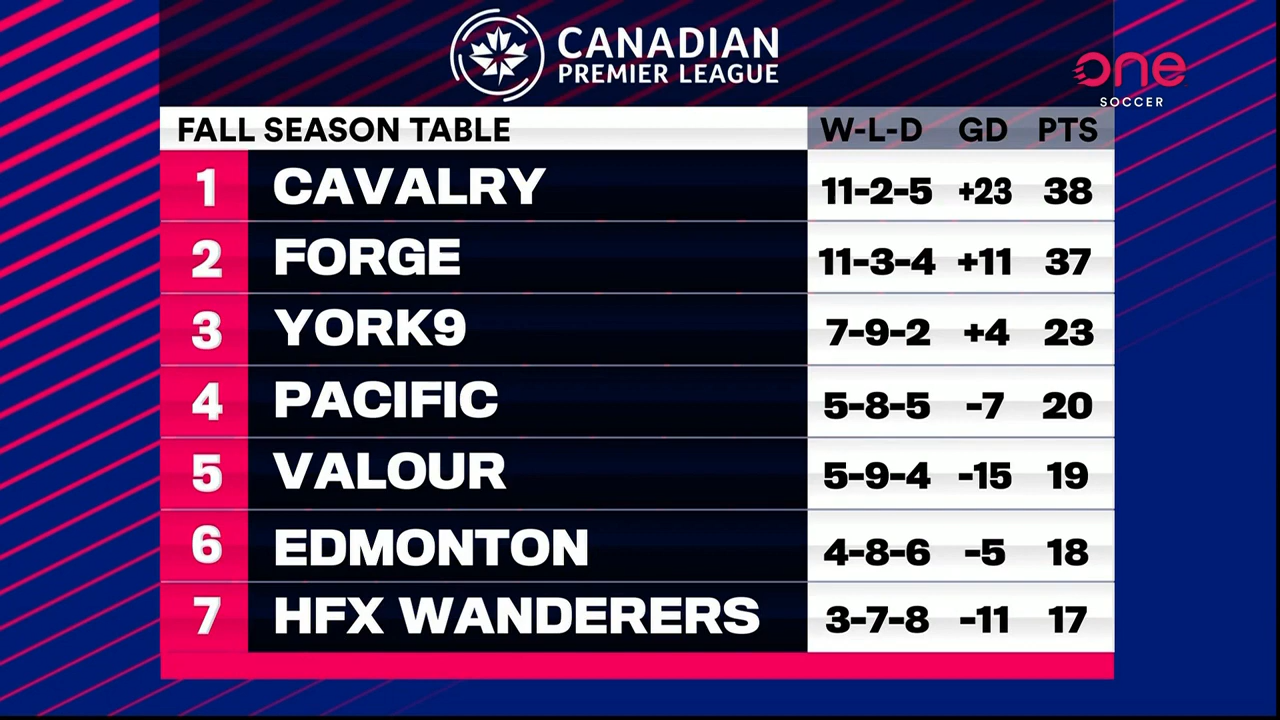 CANADIAN
PREMIER LEAGUE
one
SOCCER
FALL SEASON TABLE W-L-D GD PTS
1 CAVALRY 11-2-5 +23 38
2 FORGE 11-3-4 +11 37
3 YORK9 7-9-2 +4 23
4 PACIFIC 5-8-5 -7 20
5 VALOUR 5-9-4 -15 19
6 EDMONTON 4-8-6 -5 18
7 HFX WANDERERS 3-7-8 -11 17